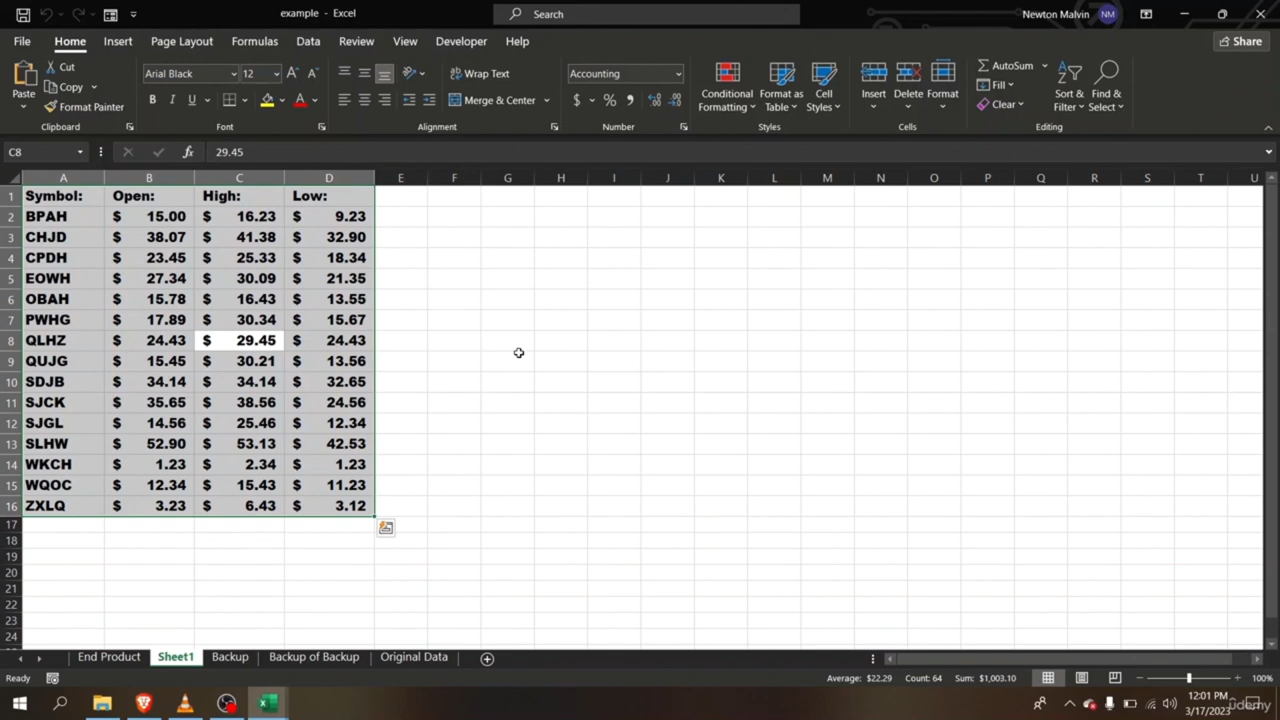 example - Excel
Search
Newton Malvin NM
File Home Insert Page Layout Formulas Data Review View Developer Help Share
Paste
Cut
Copy
Format Painter
Clipboard
Arial Black 12 A A
B I U A
Font
Wrap Text
Merge & Center
Alignment
Accounting
$ % ,
Number
Conditional Formatting
Format as Table
Cell Styles
Styles
Insert
Delete
Format
Cells
AutoSum
Fill
Clear
Sort & Filter
Find & Select
Editing
C8 fx 29.45
A B C D E F G H I J K L M N O P Q R S T U
1 Symbol: Open: High: Low:
2 BPAH $ 15.00 $ 16.23 $ 9.23
3 CHJD $ 38.07 $ 41.38 $ 32.90
4 CPDH $ 23.45 $ 25.33 $ 18.34
5 EOWH $ 27.34 $ 30.09 $ 21.35
6 OBAH $ 15.78 $ 16.43 $ 13.55
7 PWHG $ 17.89 $ 30.34 $ 15.67
8 QLHZ $ 24.43 $ 29.45 $ 24.43
9 QUJG $ 15.45 $ 30.21 $ 13.56
10 SDJB $ 34.14 $ 34.14 $ 32.65
11 SJCK $ 35.65 $ 38.56 $ 24.56
12 SJGL $ 14.56 $ 25.46 $ 12.34
13 SLHW $ 52.90 $ 53.13 $ 42.53
14 WKCH $ 1.23 $ 2.34 $ 1.23
15 WQOC $ 12.34 $ 15.43 $ 11.23
16 ZXLQ $ 3.23 $ 6.43 $ 3.12
17
18
19
20
21
22
23
24
End Product Sheet1 Backup Backup of Backup Original Data
Ready Average: $22.29 Count: 64 Sum: $1,003.10 100%
12:01 PM
3/17/2023
udemy